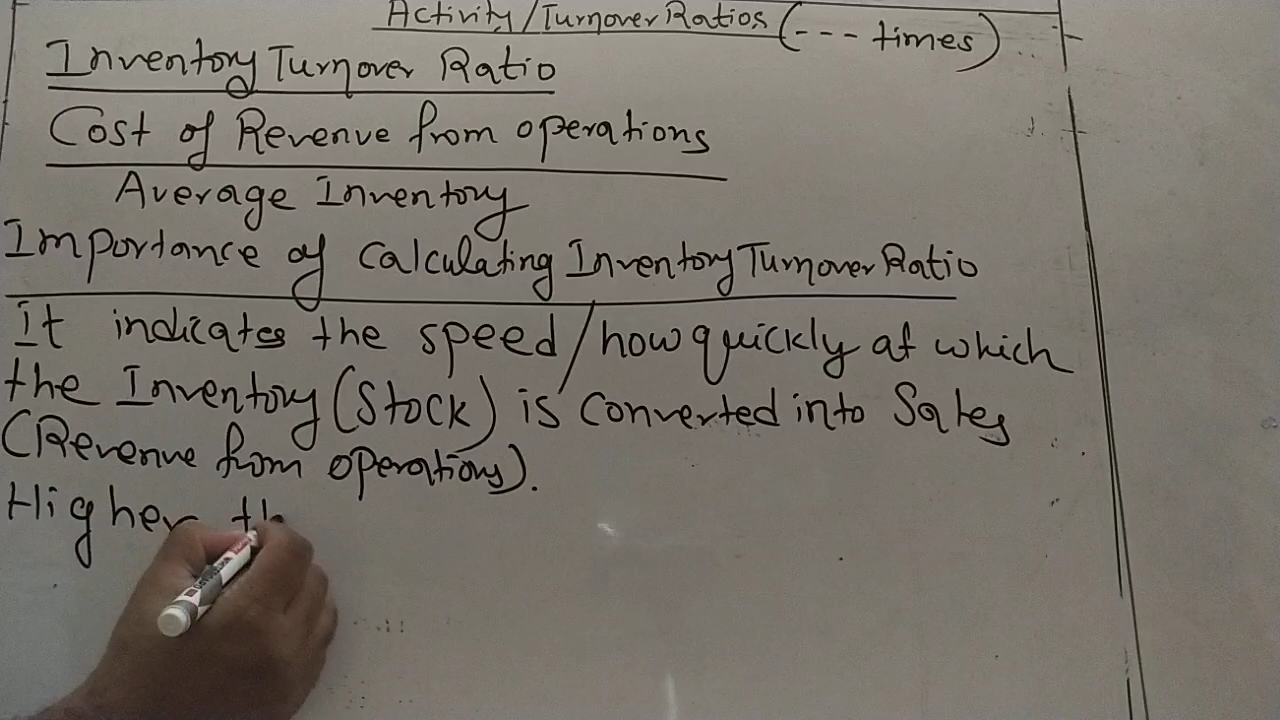 Activity/Turnover Ratios (--- times)
Inventory Turnover Ratio
Cost of Revenue from operations
Average Inventory
Importance of Calculating Inventory Turnover Ratio
It indicates the speed/how quickly at which
the Inventory (Stock) is converted into Sales
(Revenue from operations).
Higher th